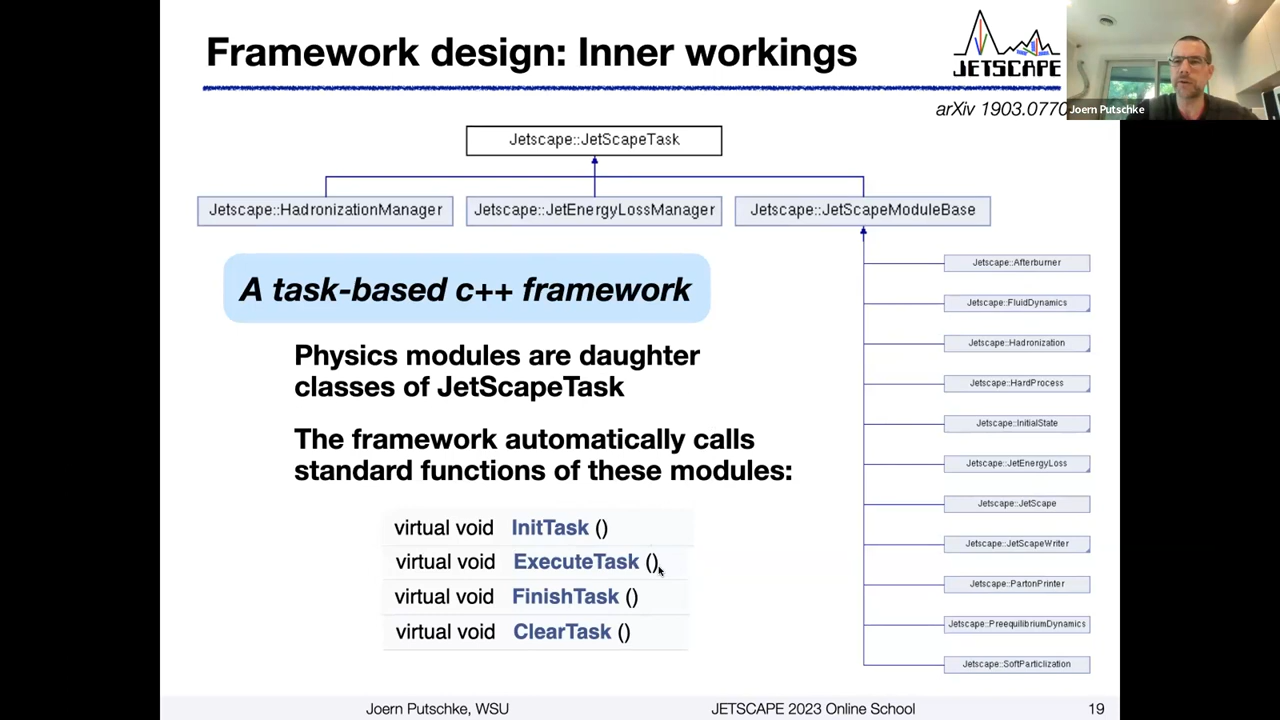 Framework design: Inner workings
JETSCAPE
Joern Putschke
arXiv 1903.0770
Jetscape::JetScapeTask
Jetscape::HadronizationManager
Jetscape::JetEnergyLossManager
Jetscape::JetScapeModuleBase
A task-based c++ framework
Physics modules are daughter
classes of JetScapeTask
The framework automatically calls
standard functions of these modules:
virtual void InitTask ()
virtual void ExecuteTask ()
virtual void FinishTask ()
virtual void ClearTask ()
Jetscape::Afterburner
Jetscape::FluidDynamics
Jetscape::Hadronization
Jetscape::HardProcess
Jetscape::InitialState
Jetscape::JetEnergyLoss
Jetscape::JetScape
Jetscape::JetScapeWriter
Jetscape::PartonPrinter
Jetscape::PreequilibriumDynamics
Jetscape::SoftParticlization
Joern Putschke, WSU
JETSCAPE 2023 Online School
19